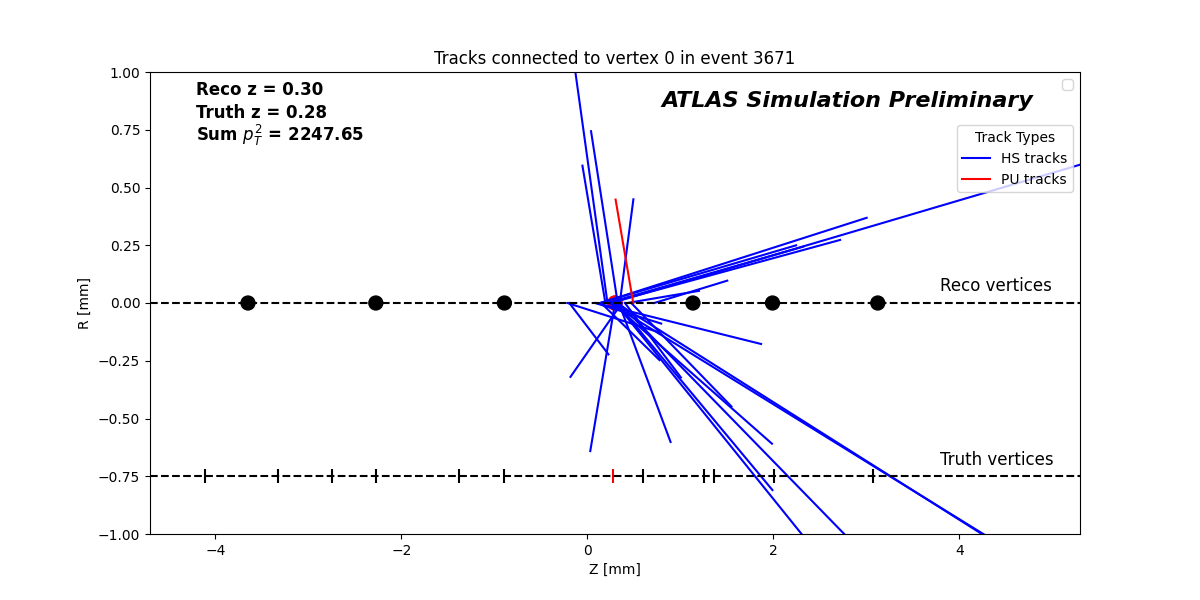 Tracks connected to vertex 0 in event 3671
Reco z = 0.30
Truth z = 0.28
Sum $p_T^2$ = 2247.65
ATLAS Simulation Preliminary
Track Types
HS tracks
PU tracks
Reco vertices
Truth vertices
1.00
0.75
0.50
0.25
0.00
−0.25
−0.50
−0.75
−1.00
R [mm]
−4
−2
0
2
4
Z [mm]